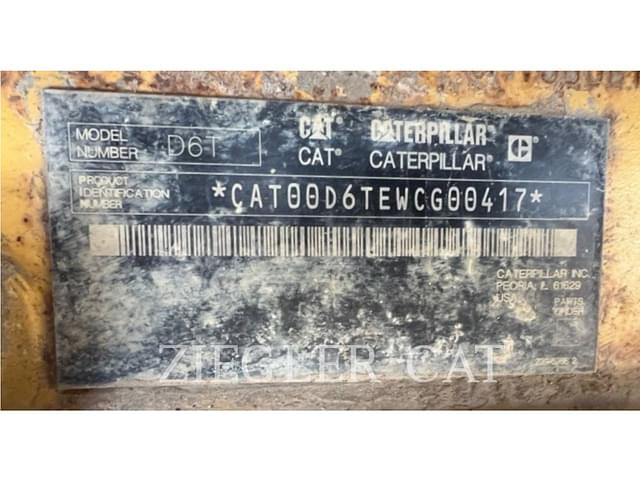 MODEL
NUMBER
D6T
CAT
CATERPILLAR
CAT®
CATERPILLAR®
PRODUCT
IDENTIFICATION
NUMBER
*CAT00D6TEWCG00417*
CATERPILLAR INC.
PEORIA, IL 61629
USA
PARTS
ZIEGLER CAT